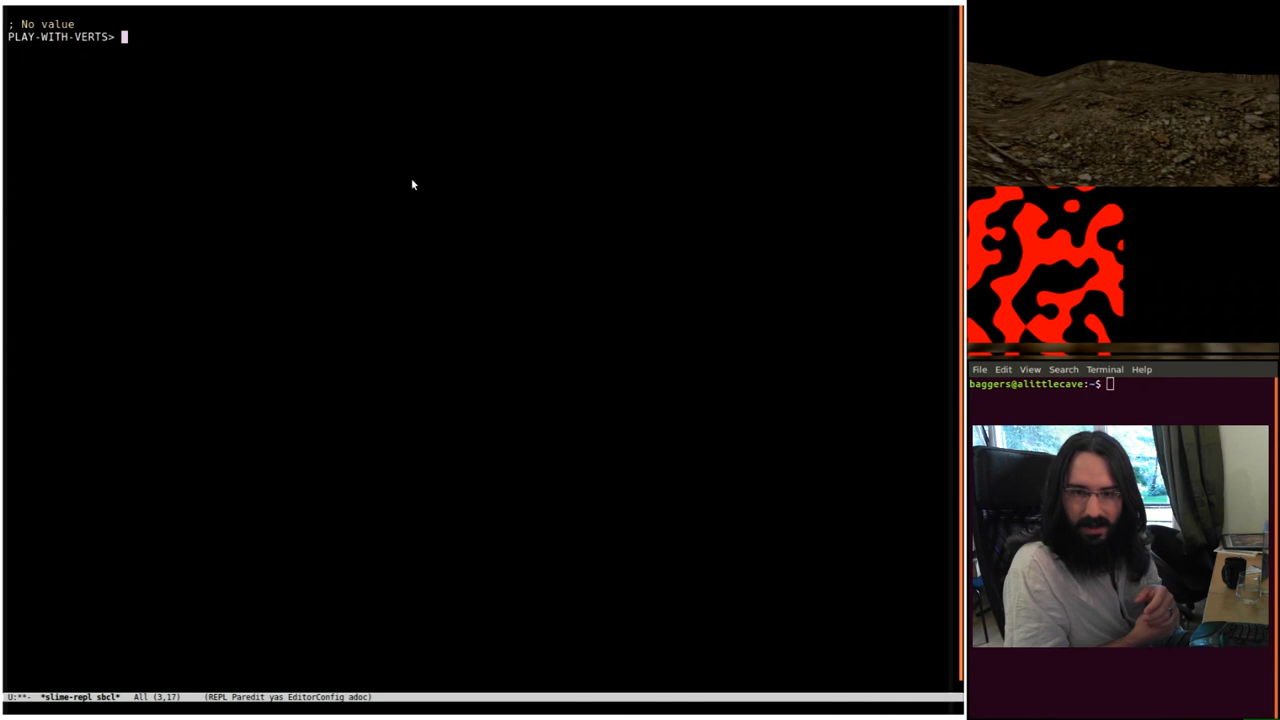 ; No value
PLAY-WITH-VERTS>
U:**-  *slime-repl sbcl*   All (3,17)     (REPL Paredit yas EditorConfig adoc)
File Edit View Search Terminal Help
baggers@alittlecave:~$